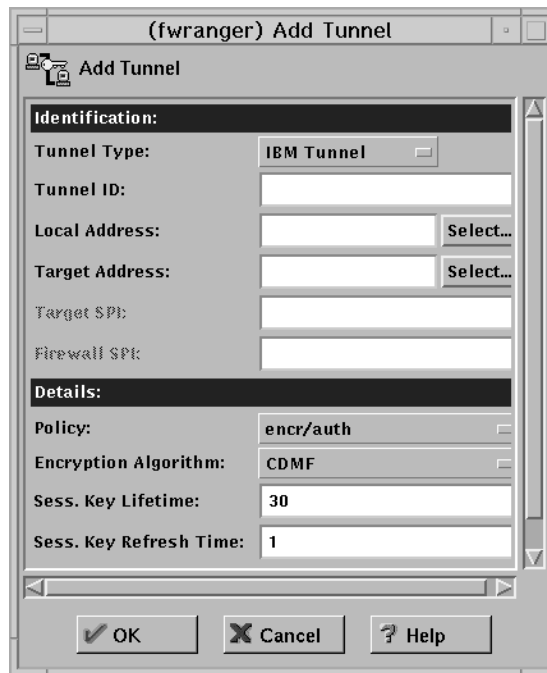 (fwranger) Add Tunnel
Add Tunnel
Identification:
Tunnel Type: IBM Tunnel
Tunnel ID:
Local Address: Select...
Target Address: Select...
Target SPI:
Firewall SPI:
Details:
Policy: encr/auth
Encryption Algorithm: CDMF
Sess. Key Lifetime: 30
Sess. Key Refresh Time: 1
OK Cancel Help